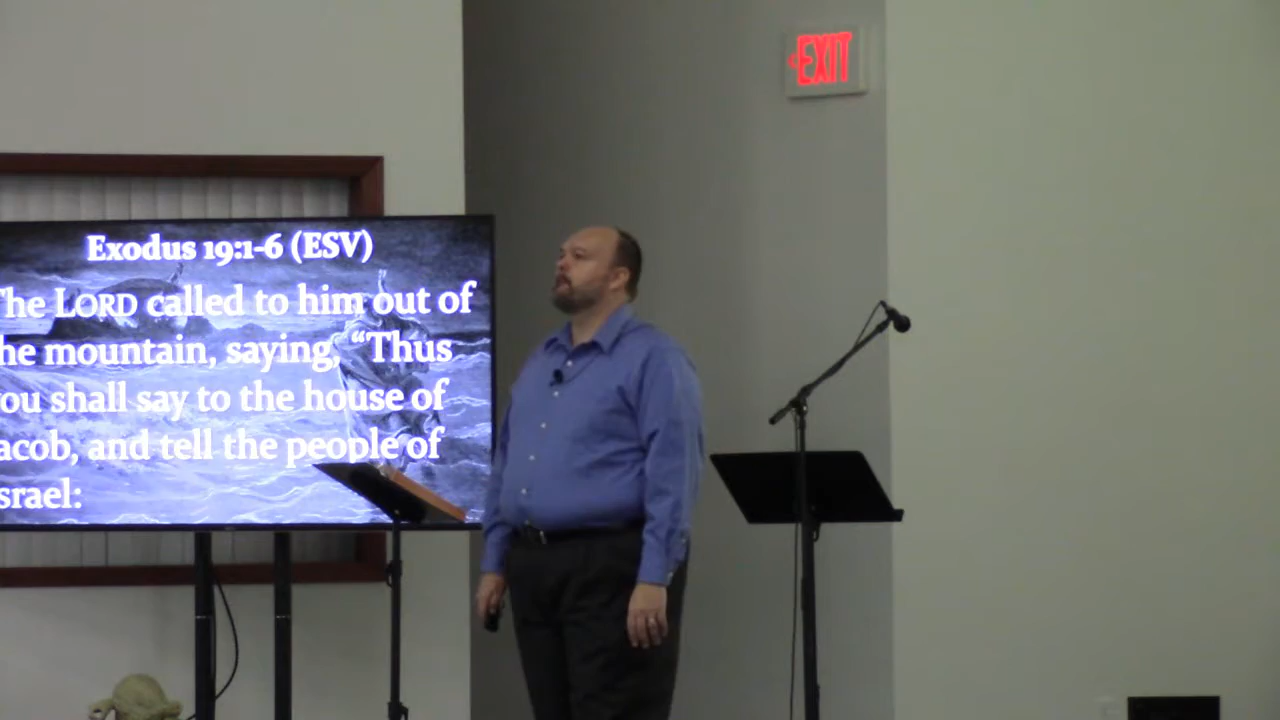 EXIT
Exodus 19:1-6 (ESV)
The LORD called to him out of
he mountain, saying, “Thus
ou shall say to the house of
acob, and tell the people of
srael: